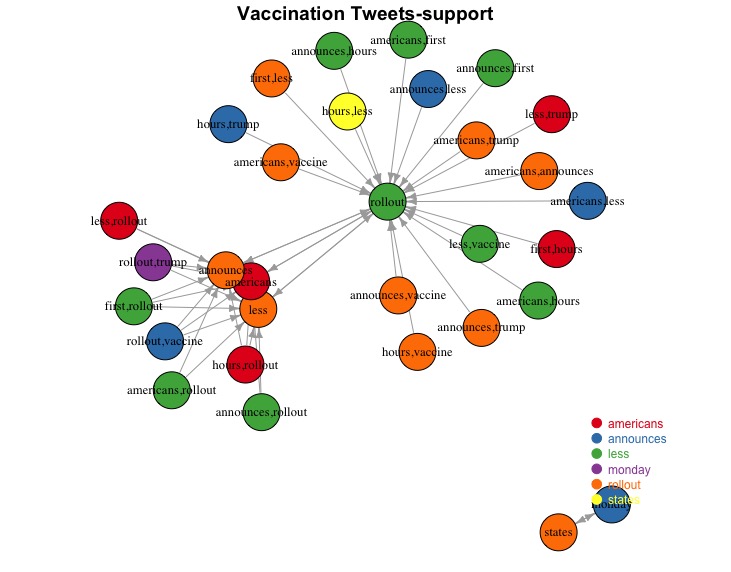 Vaccination Tweets-support
americans,first
announces,hours
announces,first
first,less
announces,less
hours,less
less,trump
hours,trump
americans,trump
americans,vaccine
americans,announces
rollout
americans,less
less,rollout
less,vaccine
first,hours
rollout,trump
announces
americans
announces,vaccine
americans,hours
first,rollout
less
announces,trump
rollout,vaccine
hours,vaccine
hours,rollout
americans,rollout
announces,rollout
americans
announces
less
monday
rollout
states
monday
states